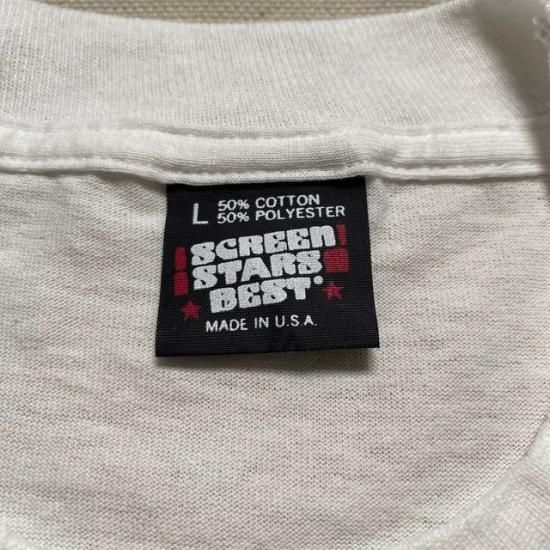 L 50% COTTON
50% POLYESTER
SCREEN
STARS
BEST®
MADE IN U.S.A.